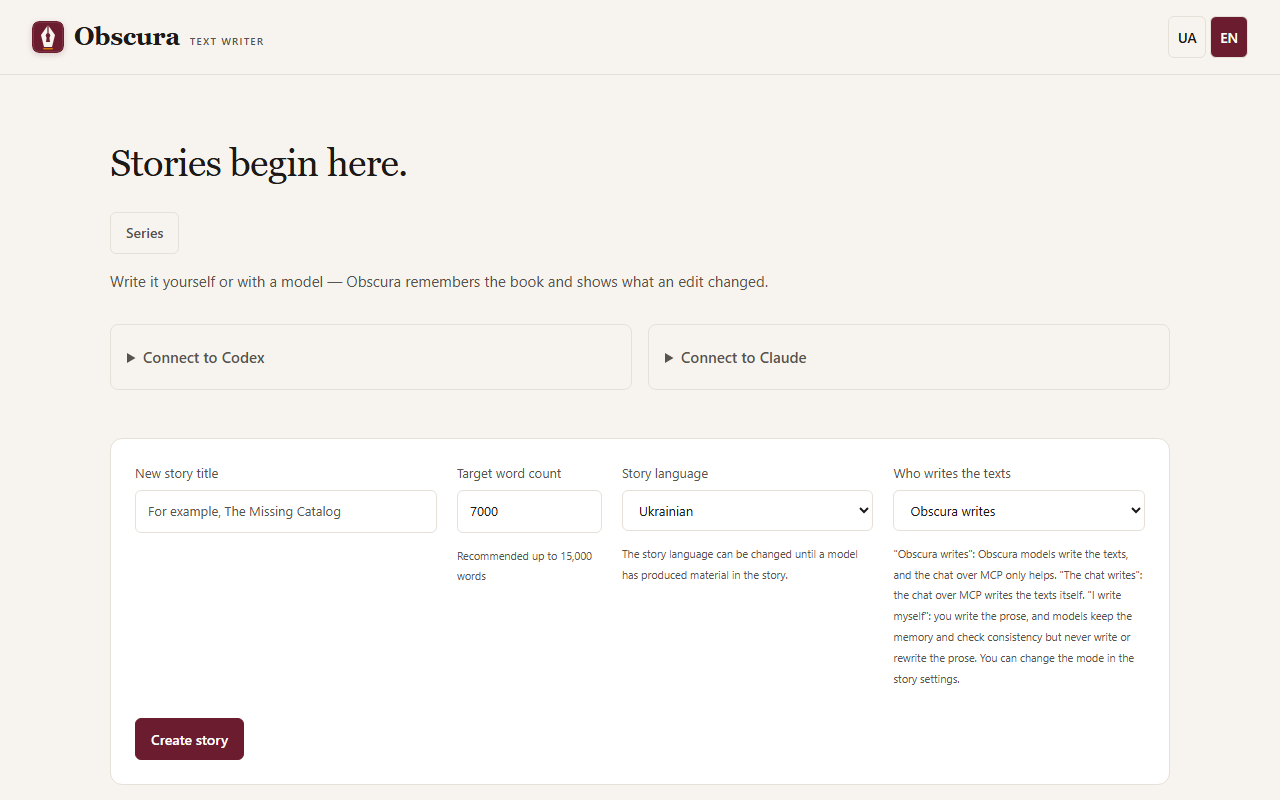 Obscura TEXT WRITER
UA EN
Stories begin here.
Series
Write it yourself or with a model — Obscura remembers the book and shows what an edit changed.
Connect to Codex
Connect to Claude
New story title
For example, The Missing Catalog
Target word count
7000
Recommended up to 15,000
words
Story language
Ukrainian
The story language can be changed until a model
has produced material in the story.
Who writes the texts
Obscura writes
"Obscura writes": Obscura models write the texts,
and the chat over MCP only helps. "The chat writes":
the chat over MCP writes the texts itself. "I write
myself": you write the prose, and models keep the
memory and check consistency but never write or
rewrite the prose. You can change the mode in the
story settings.
Create story